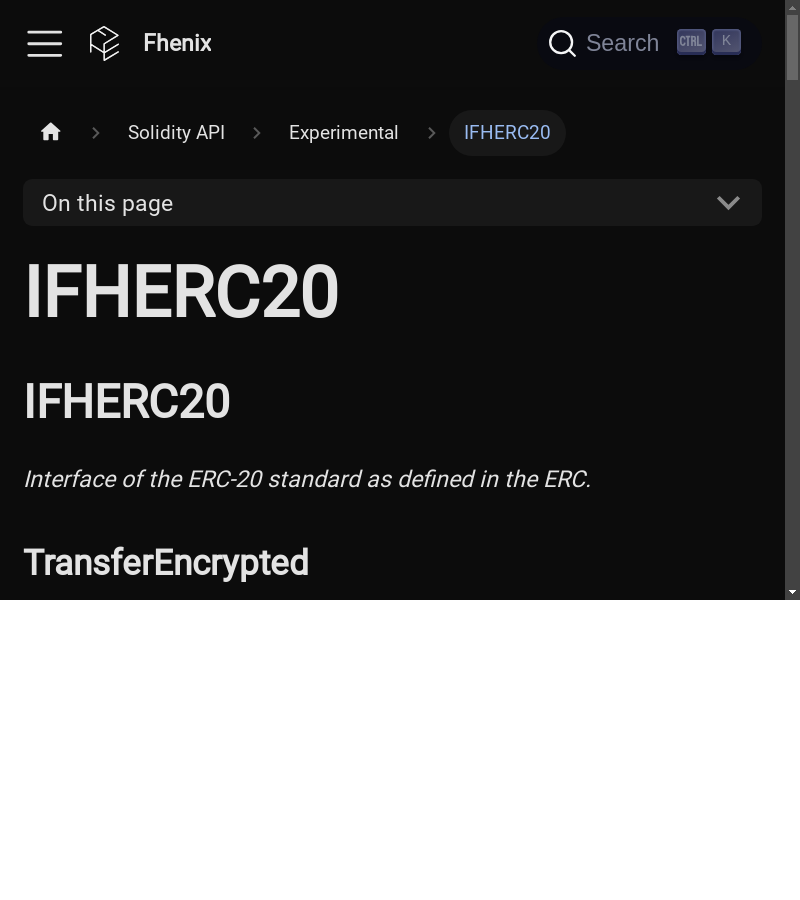 Fhenix
Search CTRL K
Solidity API
Experimental
IFHERC20
On this page
IFHERC20
IFHERC20
Interface of the ERC-20 standard as defined in the ERC.
TransferEncrypted